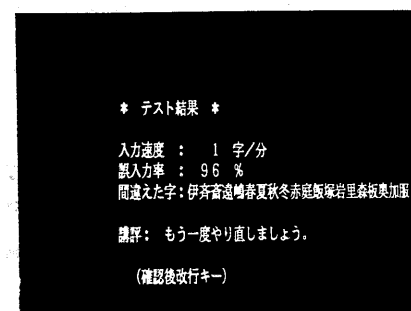 * テスト結果 *
入力速度 : 1 字/分
誤入力率 : 96 %
間違えた字:伊斉斎遠嶋春夏秋冬赤庭飯塚岩里森板奥加服
講評: もう一度やり直しましょう。
(確認後改行キー)